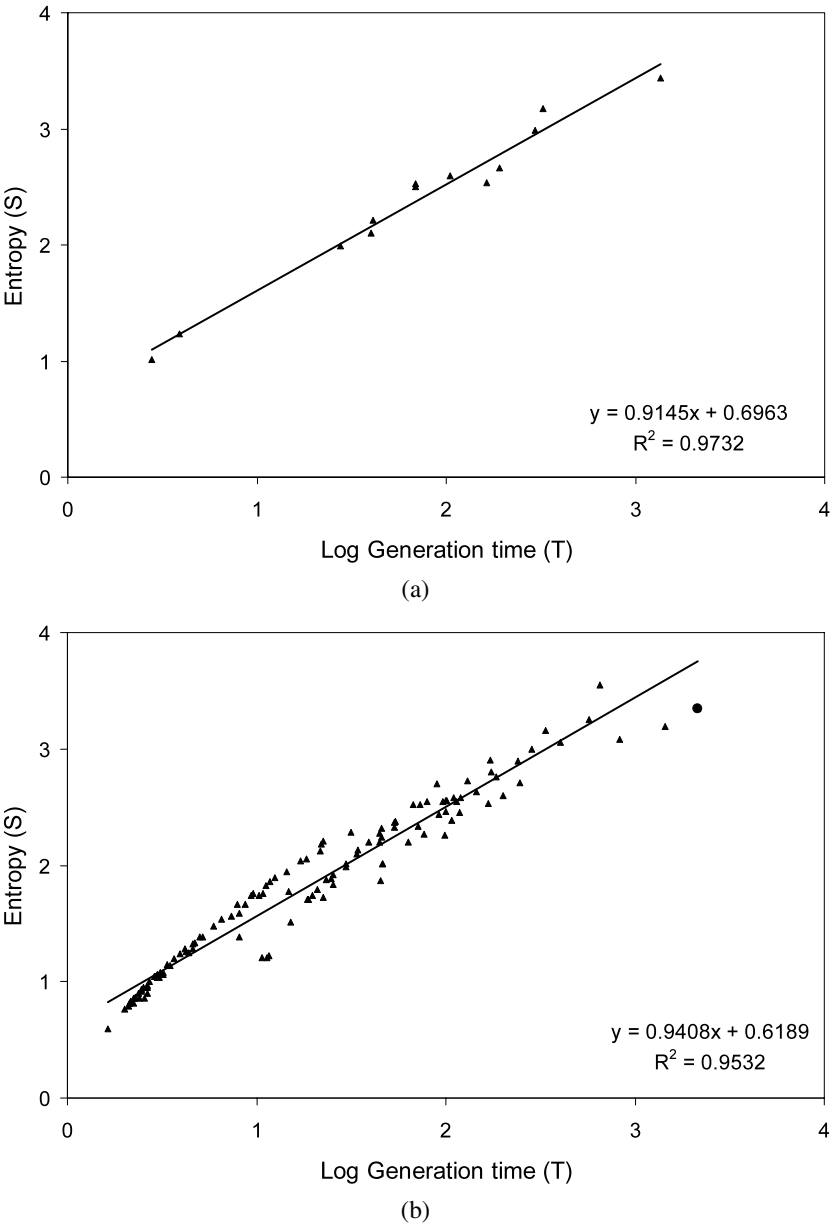 4
3
2
1
0
Entropy (S)
0 1 2 3 4
Log Generation time (T)
y = 0.9145x + 0.6963
R² = 0.9732
(a)
4
3
2
1
0
Entropy (S)
0 1 2 3 4
Log Generation time (T)
y = 0.9408x + 0.6189
R² = 0.9532
(b)